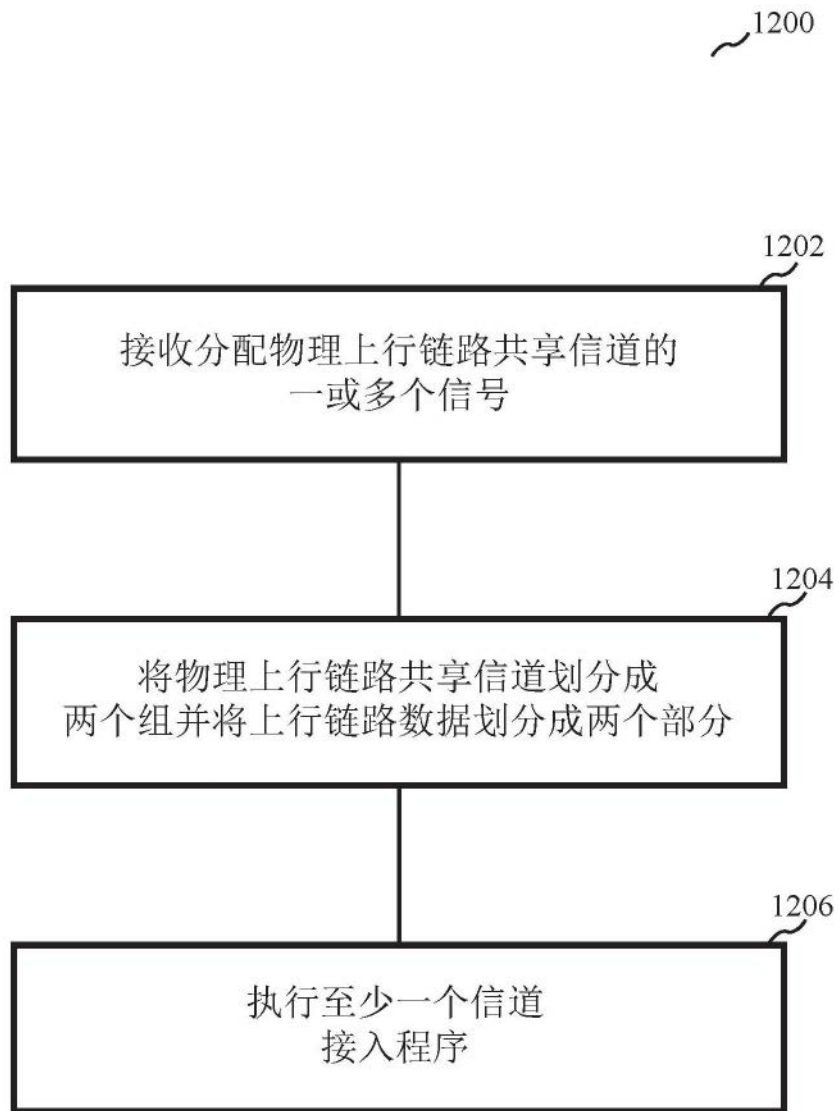 1200
1202
接收分配物理上行链路共享信道的
一或多个信号
1204
将物理上行链路共享信道划分成
两个组并将上行链路数据划分成两个部分
1206
执行至少一个信道
接入程序